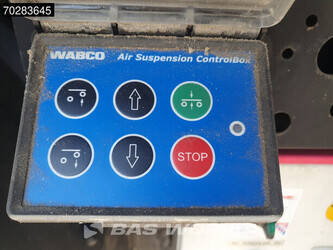 70283645
WABCO Air Suspension ControlBox
STOP